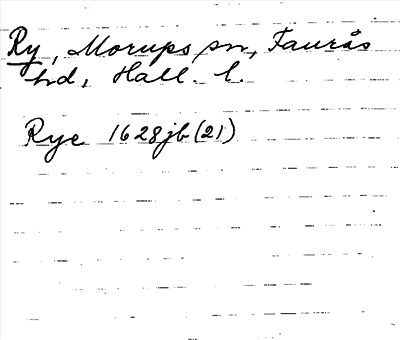 Ry, Morups sn, Faurås
hd, Hall. l.
Rye 1628jb(21)